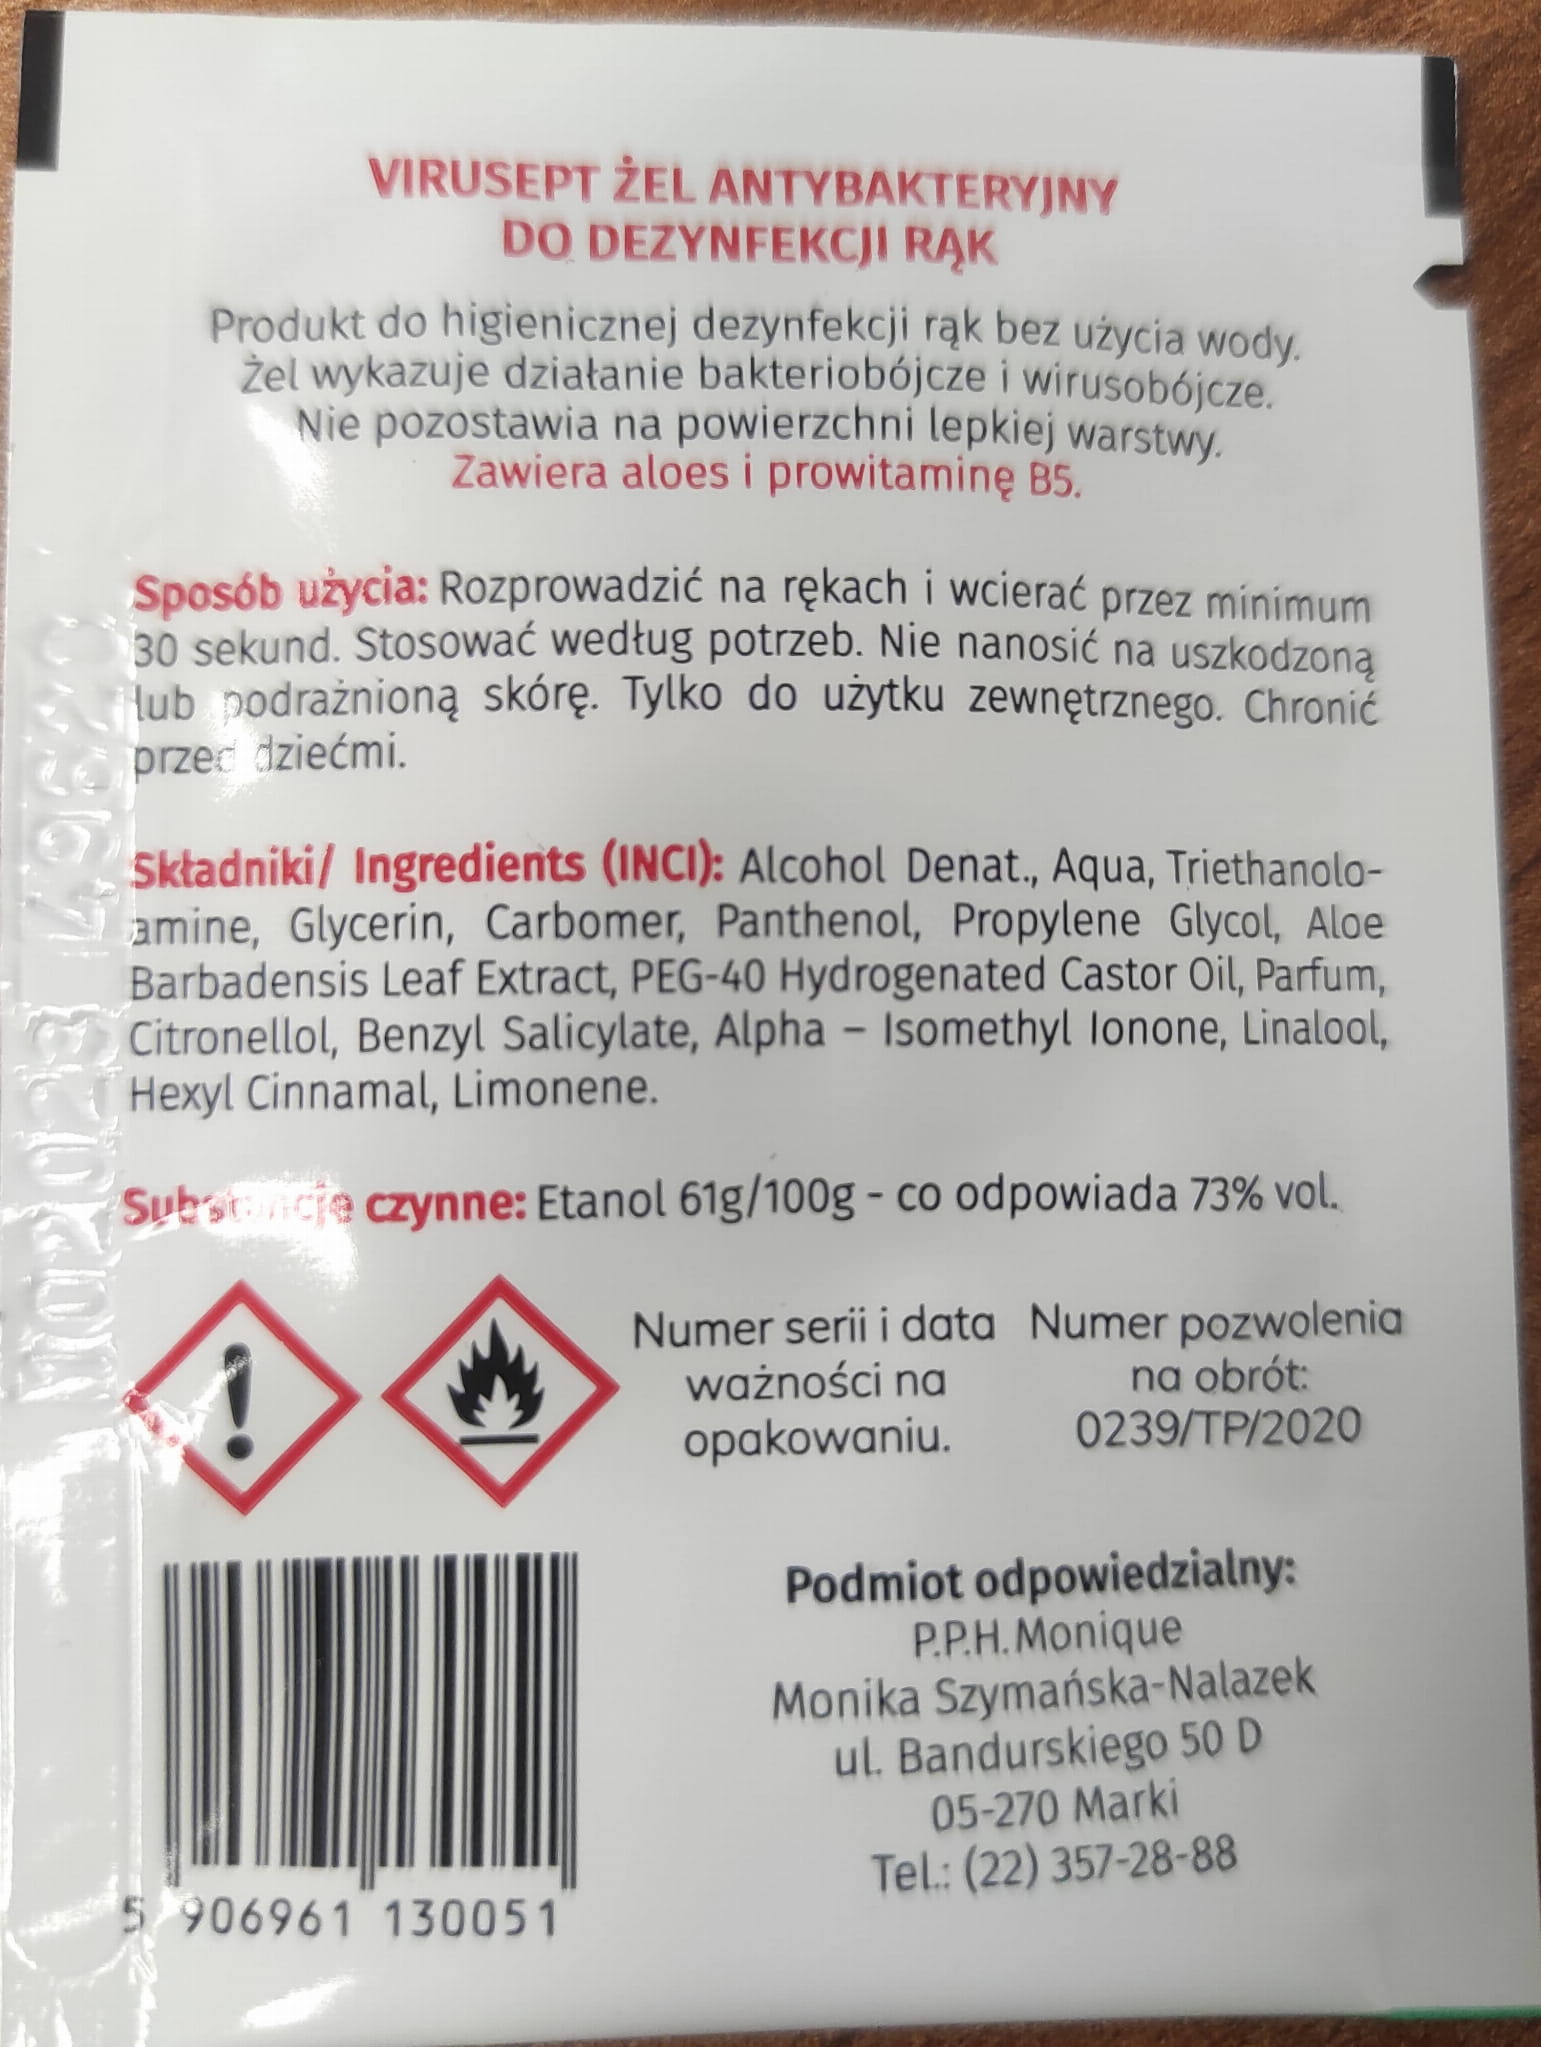 VIRUSEPT ŻEL ANTYBAKTERYJNY
DO DEZYNFEKCJI RĄK
Produkt do higienicznej dezynfekcji rąk bez użycia wody.
Żel wykazuje działanie bakteriobójcze i wirusobójcze.
Nie pozostawia na powierzchni lepkiej warstwy.
Zawiera aloes i prowitaminę B5.
Sposób użycia: Rozprowadzić na rękach i wcierać przez minimum
30 sekund. Stosować według potrzeb. Nie nanosić na uszkodzoną
lub podrażnioną skórę. Tylko do użytku zewnętrznego. Chronić
przed dziećmi.
Składniki/ Ingredients (INCI): Alcohol Denat., Aqua, Triethanolo-
amine, Glycerin, Carbomer, Panthenol, Propylene Glycol, Aloe
Barbadensis Leaf Extract, PEG-40 Hydrogenated Castor Oil, Parfum,
Citronellol, Benzyl Salicylate, Alpha – Isomethyl Ionone, Linalool,
Hexyl Cinnamal, Limonene.
Substancje czynne: Etanol 61g/100g - co odpowiada 73% vol.
Numer serii i data
ważności na
opakowaniu.
Numer pozwolenia
na obrót:
0239/TP/2020
Podmiot odpowiedzialny:
P.P.H. Monique
Monika Szymańska-Nalazek
ul. Bandurskiego 50 D
05-270 Marki
Tel.: (22) 357-28-88
5 906961 130051